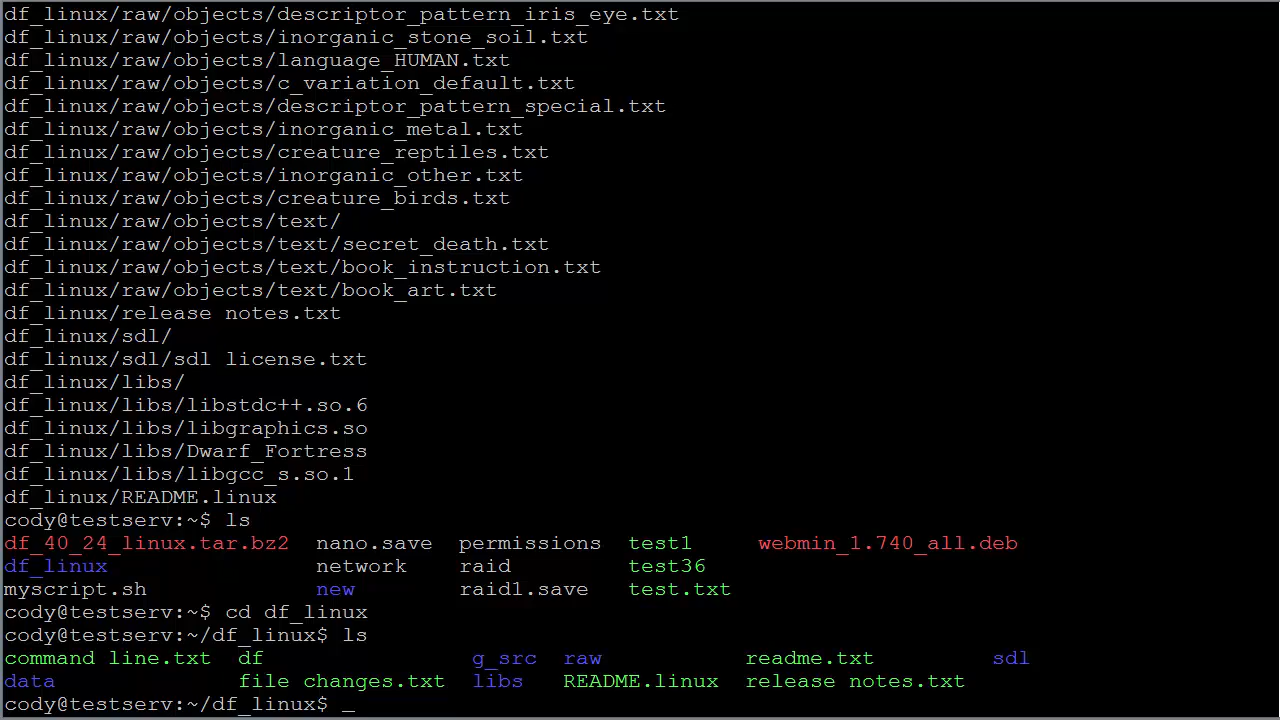 df_linux/raw/objects/descriptor_pattern_iris_eye.txt
df_linux/raw/objects/inorganic_stone_soil.txt
df_linux/raw/objects/language_HUMAN.txt
df_linux/raw/objects/c_variation_default.txt
df_linux/raw/objects/descriptor_pattern_special.txt
df_linux/raw/objects/inorganic_metal.txt
df_linux/raw/objects/creature_reptiles.txt
df_linux/raw/objects/inorganic_other.txt
df_linux/raw/objects/creature_birds.txt
df_linux/raw/objects/text/
df_linux/raw/objects/text/secret_death.txt
df_linux/raw/objects/text/book_instruction.txt
df_linux/raw/objects/text/book_art.txt
df_linux/release notes.txt
df_linux/sdl/
df_linux/sdl/sdl license.txt
df_linux/libs/
df_linux/libs/libstdc++.so.6
df_linux/libs/libgraphics.so
df_linux/libs/Dwarf_Fortress
df_linux/libs/libgcc_s.so.1
df_linux/README.linux
cody@testserv:~$ ls
df_40_24_linux.tar.bz2  nano.save  permissions  test1  webmin_1.740_all.deb
df_linux  network  raid  test36
myscript.sh  new  raid1.save  test.txt
cody@testserv:~$ cd df_linux
cody@testserv:~/df_linux$ ls
command line.txt  df  g_src  raw  readme.txt  sdl
data  file changes.txt  libs  README.linux  release notes.txt
cody@testserv:~/df_linux$ _